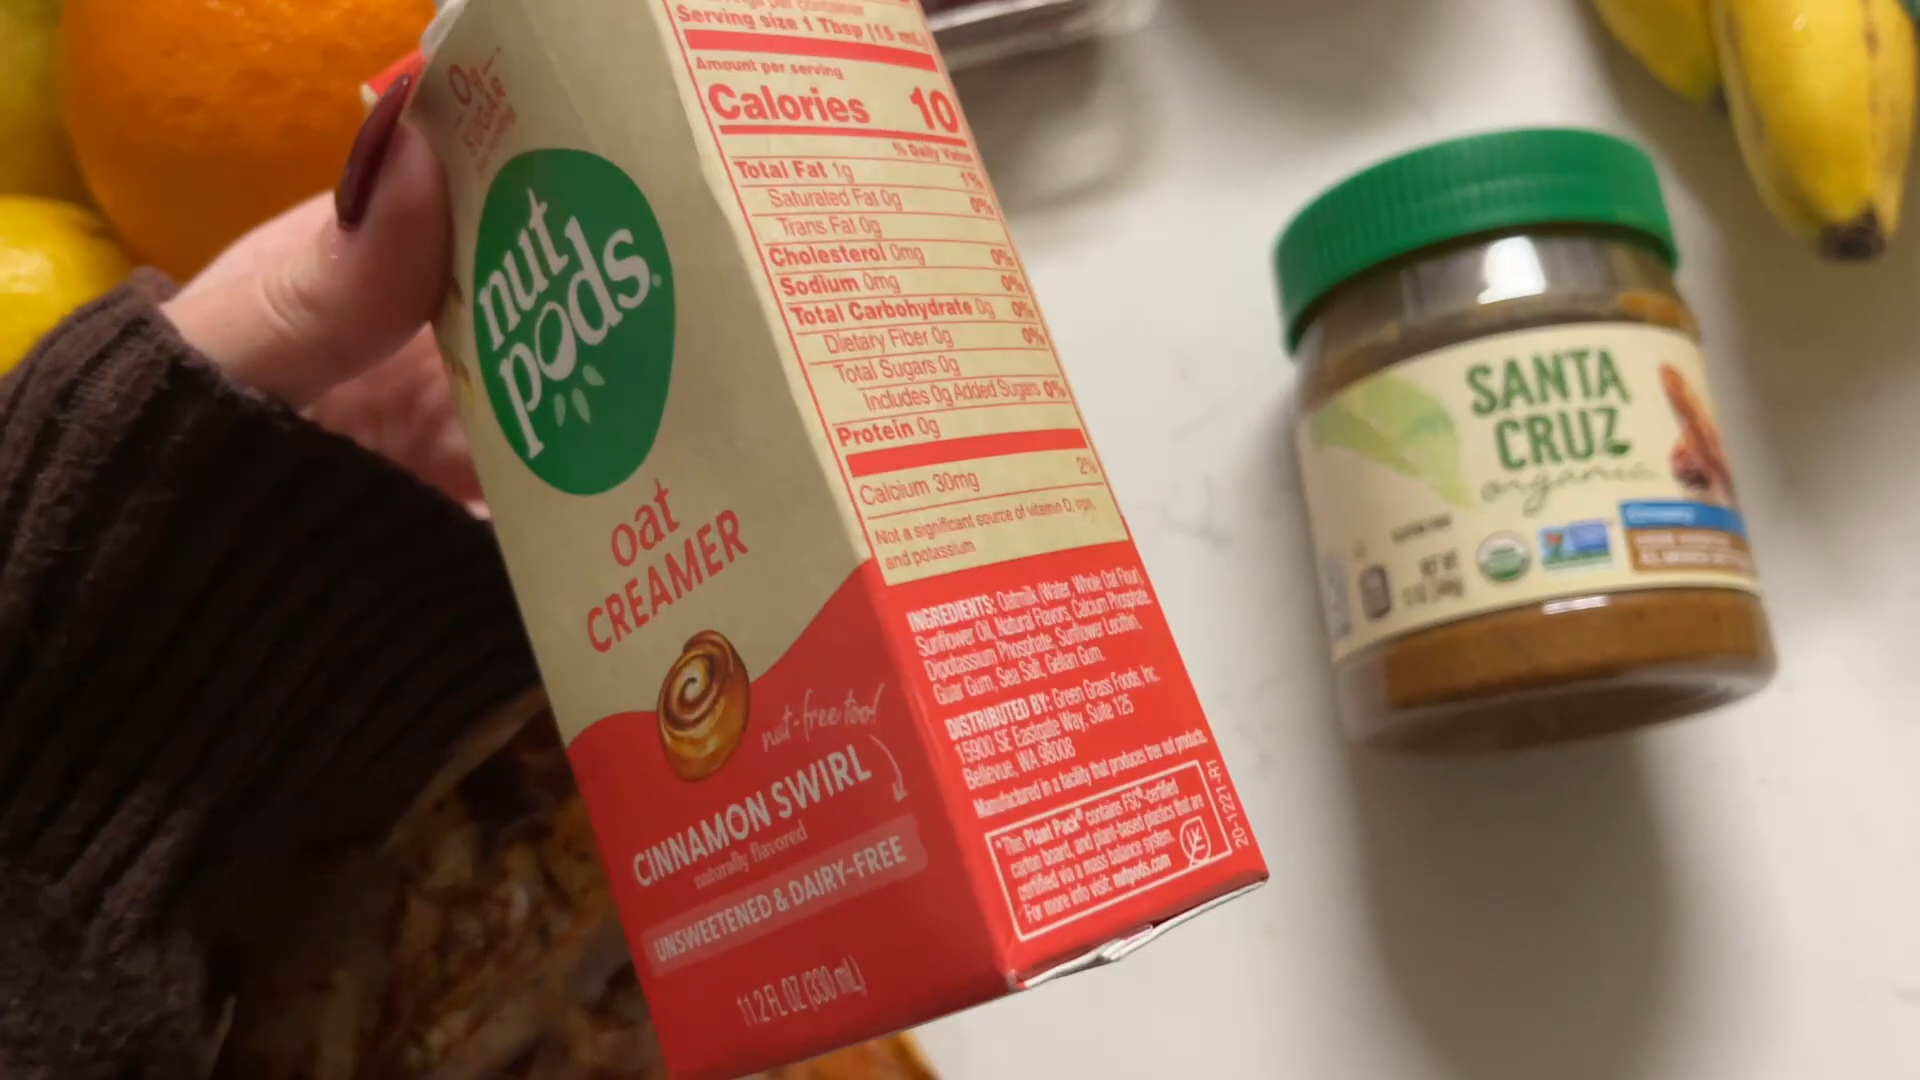 0g
SUGAR
nut
pods
oat
CREAMER
nut-free too!
CINNAMON SWIRL
naturally flavored
UNSWEETENED & DAIRY-FREE
11.2 FL OZ (330 mL)
per container
Serving size 1 Tbsp (15 mL)
Amount per serving
Calories 10
% Daily Value
Total Fat 1g 1%
Saturated Fat 0g 0%
Trans Fat 0g
Cholesterol 0mg 0%
Sodium 0mg 0%
Total Carbohydrate 0g 0%
Dietary Fiber 0g 0%
Total Sugars 0g
Includes 0g Added Sugars 0%
Protein 0g
Calcium 30mg 2%
Not a significant source of vitamin D, iron,
and potassium
INGREDIENTS: Oatmilk (Water, Whole Oat Flour),
Sunflower Oil, Natural Flavors, Calcium Phosphate,
Dipotassium Phosphate, Sunflower Lecithin,
Guar Gum, Sea Salt, Gellan Gum.
DISTRIBUTED BY: Green Grass Foods, Inc.
15900 SE Eastgate Way, Suite 125
Bellevue, WA 98008
Manufactured in a facility that produces tree nut products
*This Plant Pack® contains FSC®-certified
carton board, and plant-based plastics that are
certified via a mass balance system.
For more info visit: nutpods.com
20-1221-R1
SANTA
CRUZ
organic
Creamy
NET WT